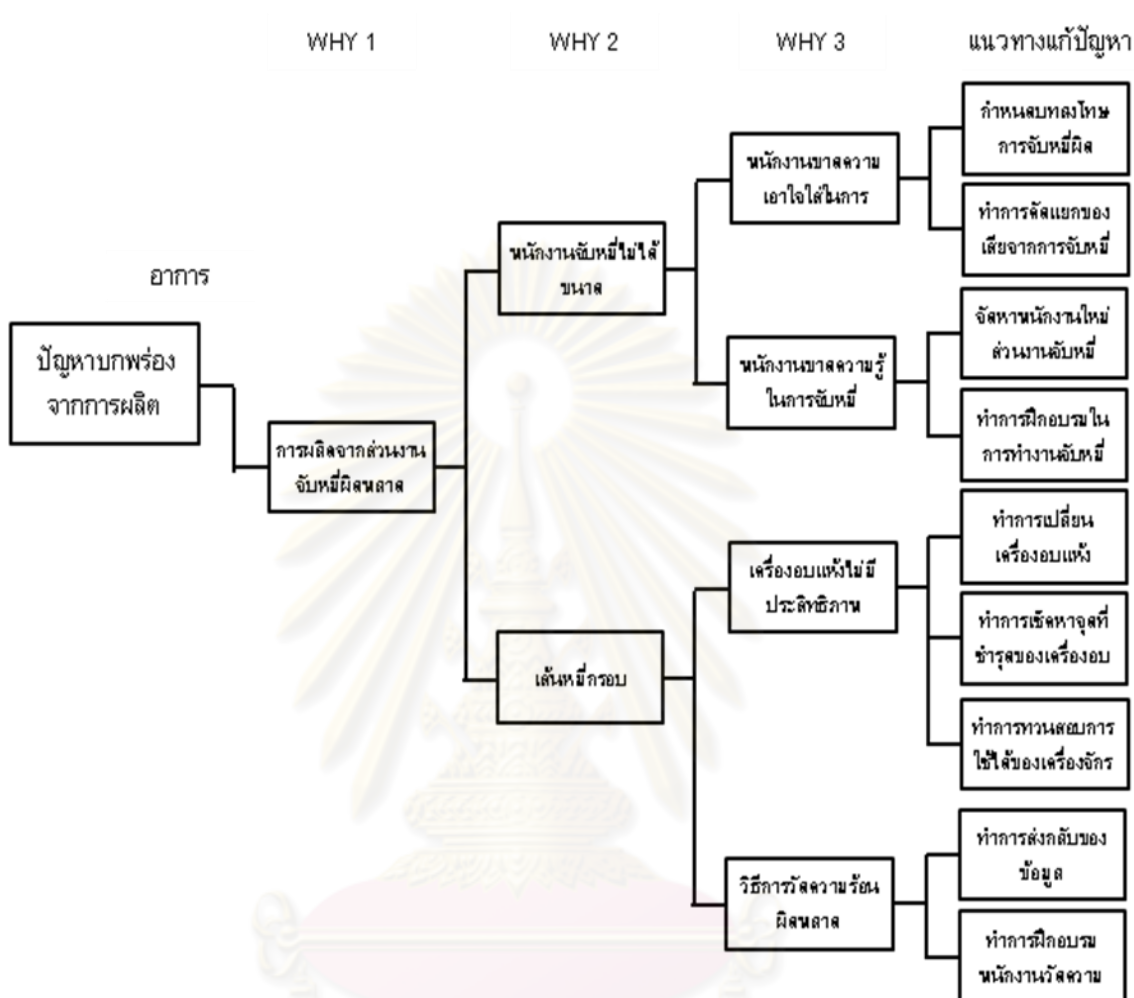 WHY 1
WHY 2
WHY 3
แนวทางแก้ปัญหา
อาการ
ปัญหาบกพร่อง
จากการผลิต
การผลิตจากส่วนงาน
จับหมี่ผิดพลาด
พนักงานจับหมี่ไม่ได้
ขนาด
เส้นหมี่กรอบ
พนักงานขาดความ
เอาใจใส่ในการ
พนักงานขาดความรู้
ในการจับหมี่
เครื่องอบแห้งไม่มี
ประสิทธิภาพ
วิธีการวัดความร้อน
ผิดพลาด
กำหนดบทลงโทษ
การจับหมี่ผิด
ทำการคัดแยกของ
เสียจากการจับหมี่
จัดหาพนักงานใหม่
ส่วนงานจับหมี่
ทำการฝึกอบรมใน
การทำงานจับหมี่
ทำการเปลี่ยน
เครื่องอบแห้ง
ทำการเช็คหาจุดที่
ชำรุดของเครื่องอบ
ทำการทวนสอบการ
ใช้ได้ของเครื่องจักร
ทำการส่งกลับของ
ข้อมูล
ทำการฝึกอบรม
พนักงานวัดความ